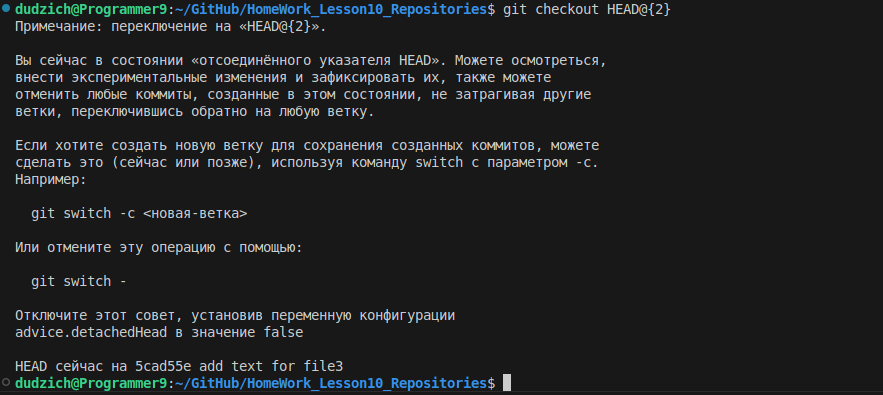 dudzich@Programmer9:~/GitHub/HomeWork_Lesson10_Repositories$ git checkout HEAD@{2}
Примечание: переключение на «HEAD@{2}».
Вы сейчас в состоянии «отсоединённого указателя HEAD». Можете осмотреться,
внести экспериментальные изменения и зафиксировать их, также можете
отменить любые коммиты, созданные в этом состоянии, не затрагивая другие
ветки, переключившись обратно на любую ветку.
Если хотите создать новую ветку для сохранения созданных коммитов, можете
сделать это (сейчас или позже), используя команду switch с параметром -c.
Например:
git switch -c <новая-ветка>
Или отмените эту операцию с помощью:
git switch -
Отключите этот совет, установив переменную конфигурации
advice.detachedHead в значение false
HEAD сейчас на 5cad55e add text for file3
dudzich@Programmer9:~/GitHub/HomeWork_Lesson10_Repositories$